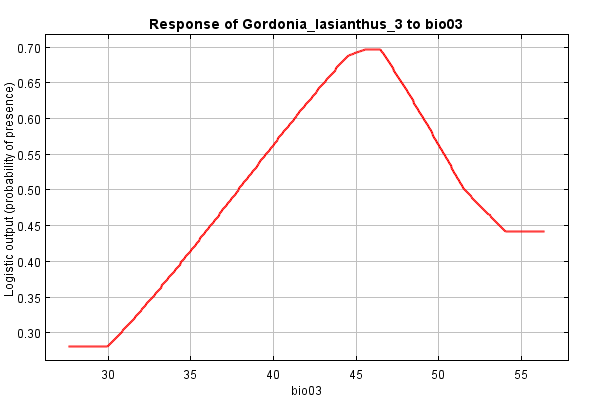 Response of Gordonia_lasianthus_3 to bio03
Logistic output (probability of presence)
0.70
0.65
0.60
0.55
0.50
0.45
0.40
0.35
0.30
30 35 40 45 50 55
bio03